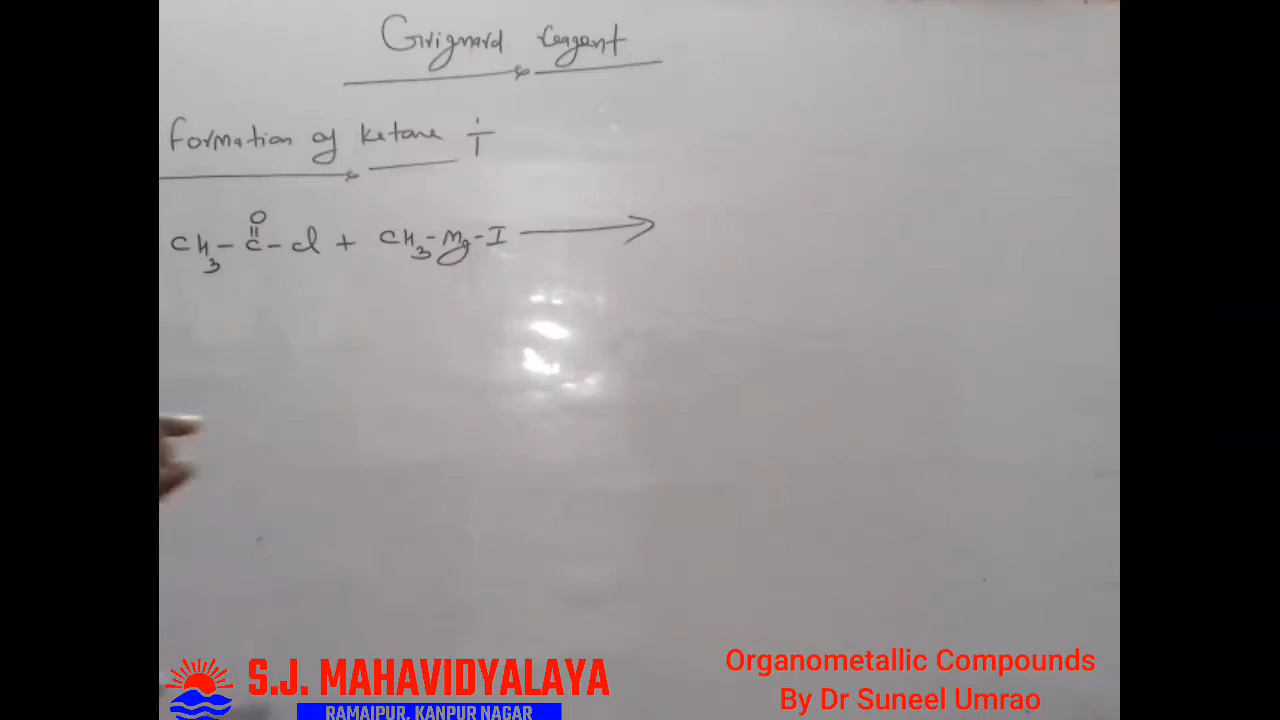 Grignard reagent
Formation of ketone ÷
O
CH3-C-Cl + CH3-Mg-I ⟶
S.J. MAHAVIDYALAYA
RAMAIPUR, KANPUR NAGAR
Organometallic Compounds
By Dr Suneel Umrao